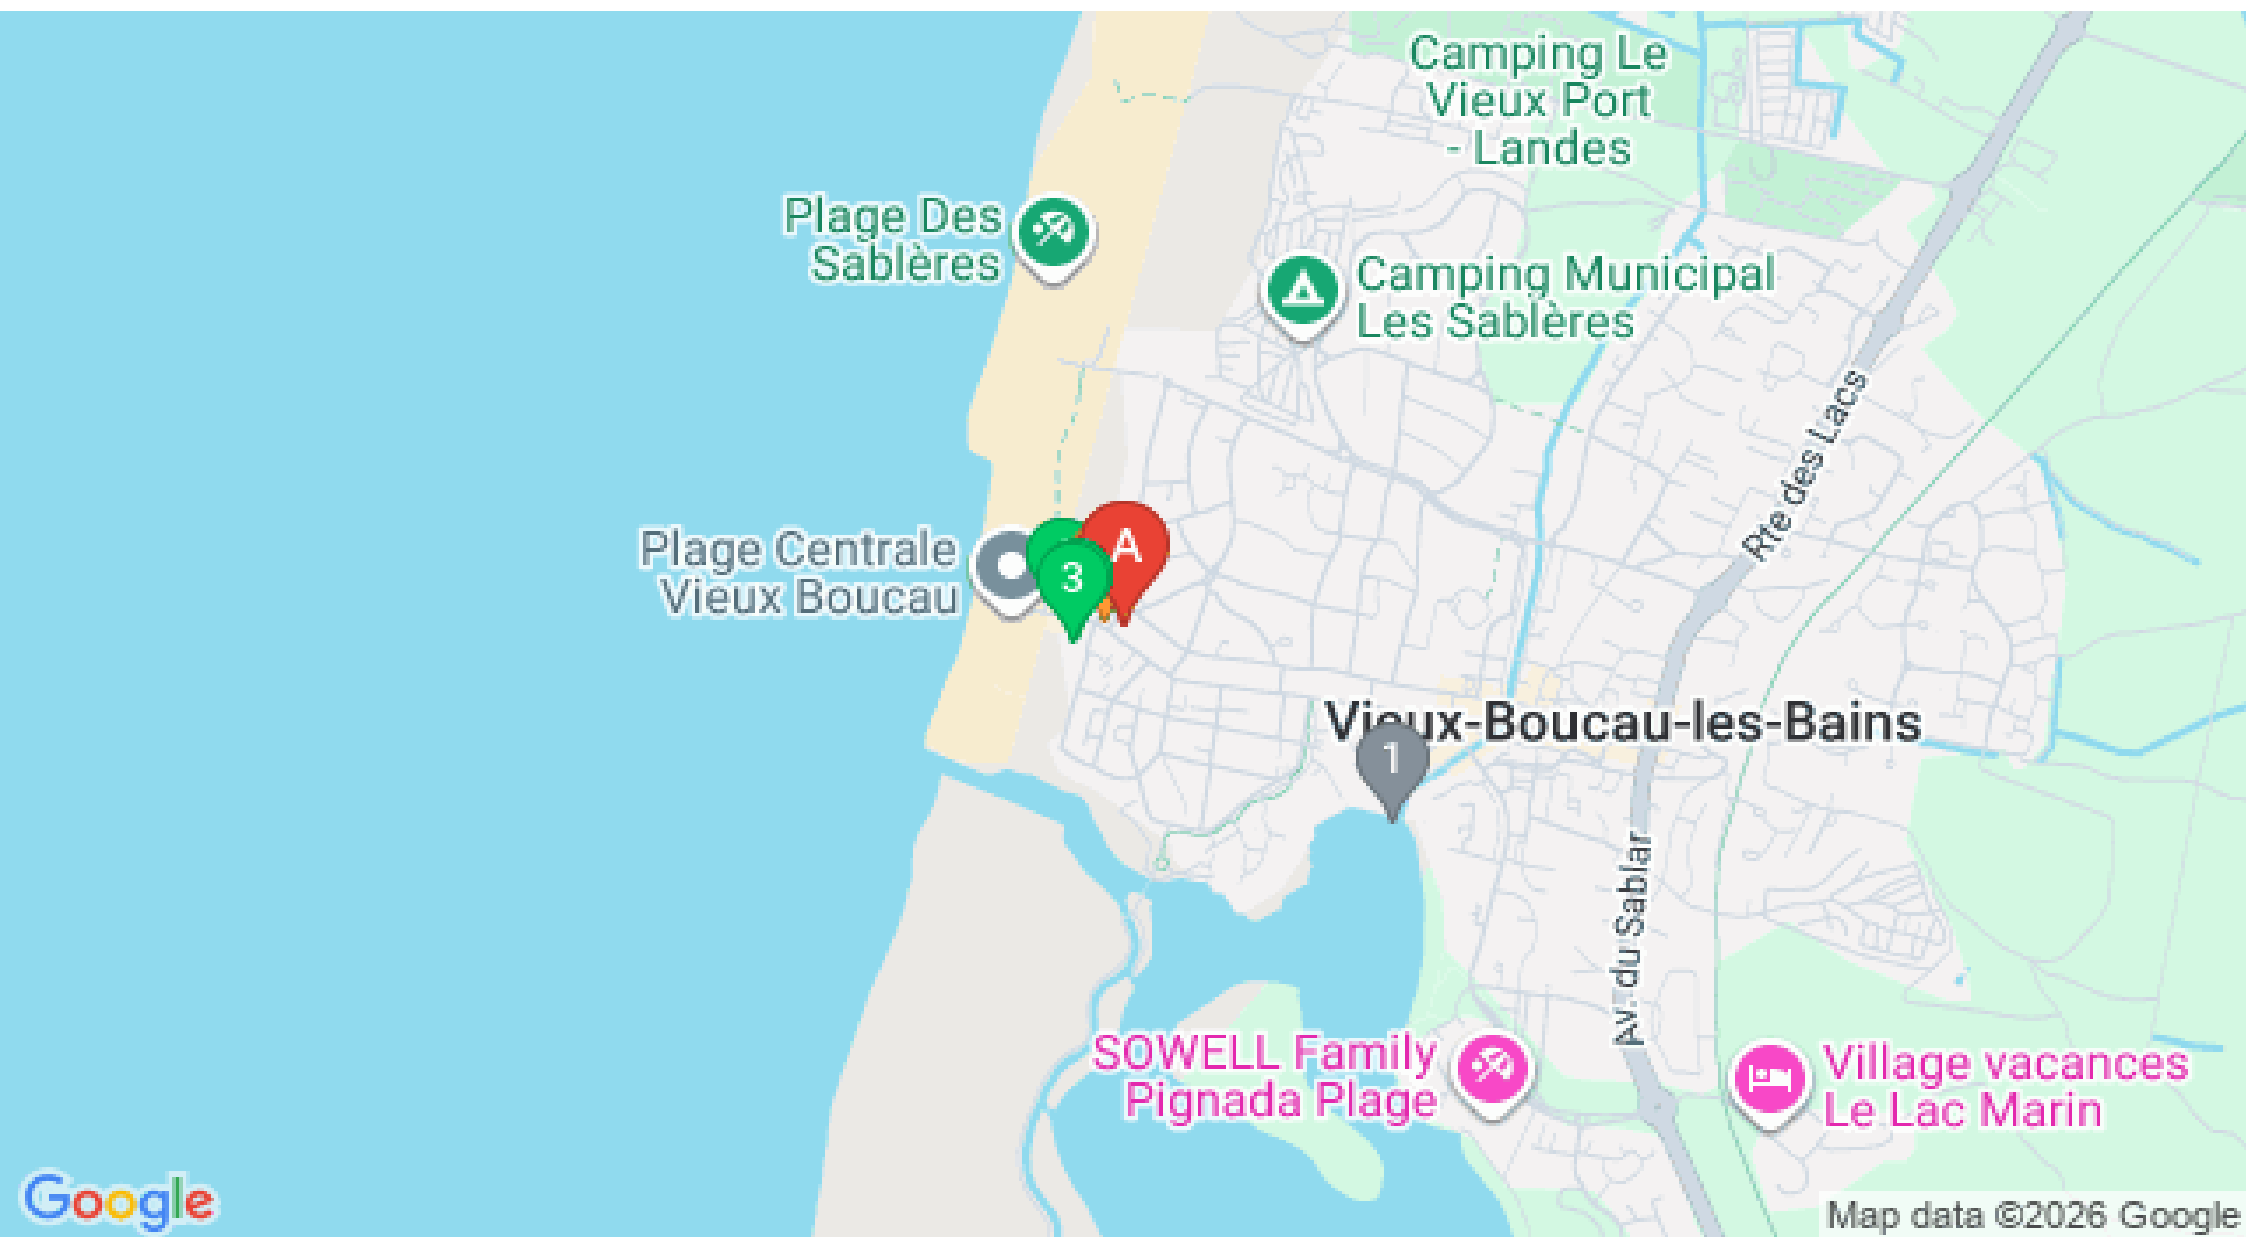 Camping Le
Vieux Port
- Landes
Plage Des
Sablères
Camping Municipal
Les Sablères
Rte des Lacs
Plage Centrale
Vieux Boucau
A
3
Vieux-Boucau-les-Bains
1
Av. du Sablar
SOWELL Family
Pignada Plage
Village vacances
Le Lac Marin
Google
Map data ©2026 Google